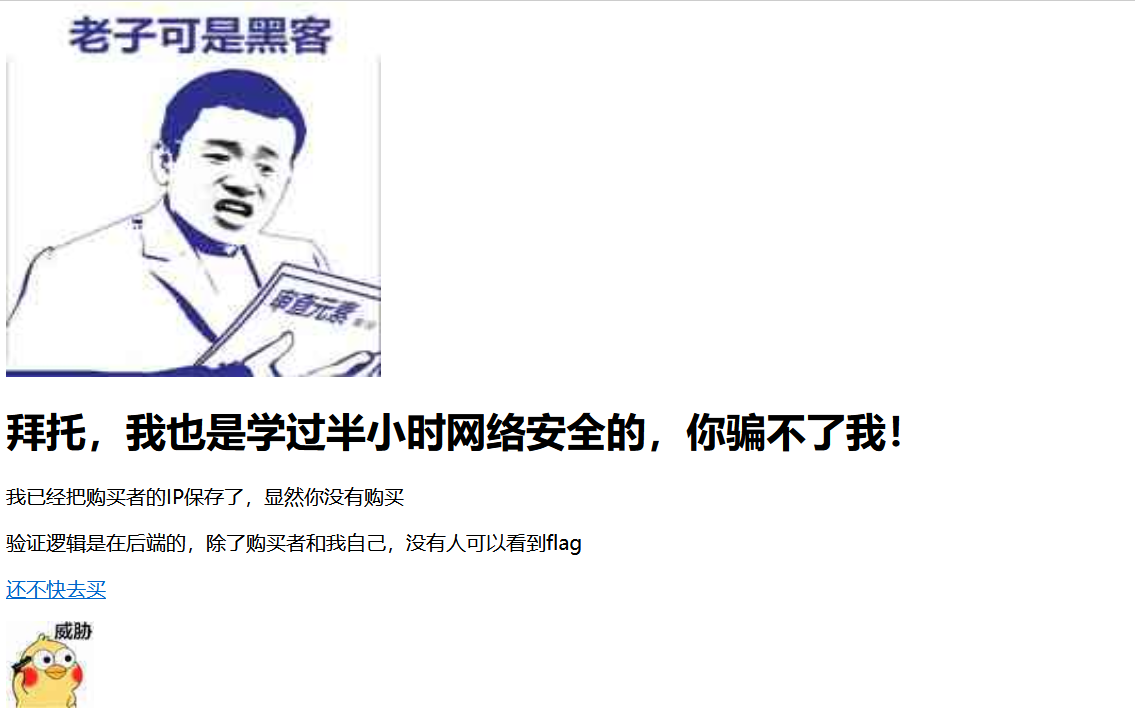 老子可是黑客
审查元素
拜托，我也是学过半小时网络安全的，你骗不了我！
我已经把购买者的IP保存了，显然你没有购买
验证逻辑是在后端的，除了购买者和我自己，没有人可以看到flag
还不快去买
威胁